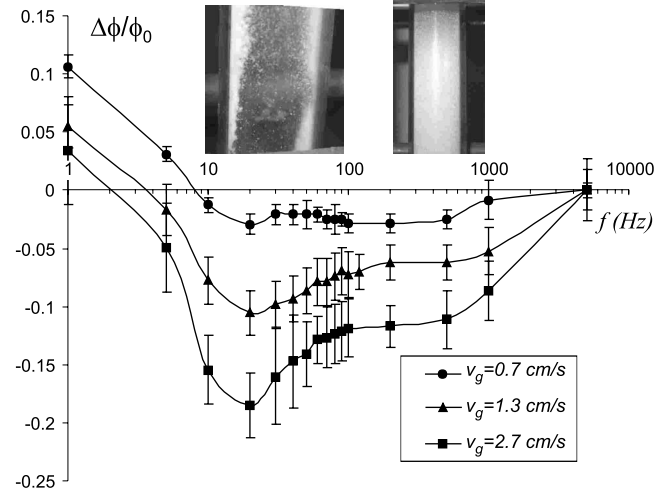 0.15
Δϕ/ϕ0
0.1
0.05
1 10 100 1000 10000
0
f (Hz)
-0.05
-0.1
-0.15
vg=0.7 cm/s
vg=1.3 cm/s
-0.2
vg=2.7 cm/s
-0.25